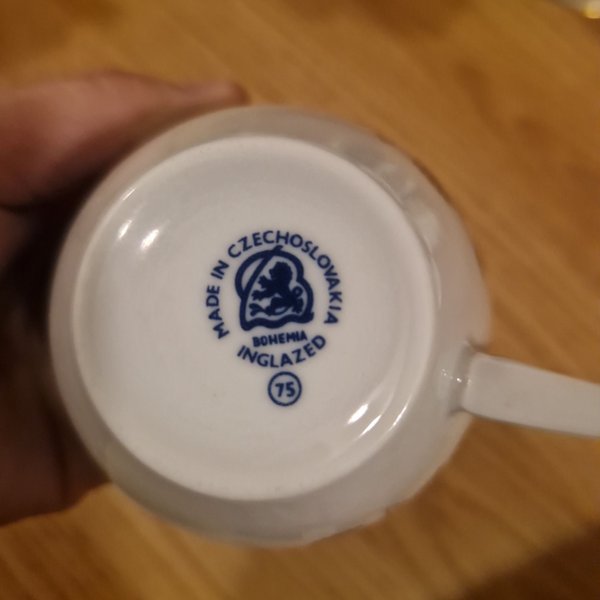 MADE IN CZECHOSLOVAKIA
BOHEMIA
INGLAZED
75